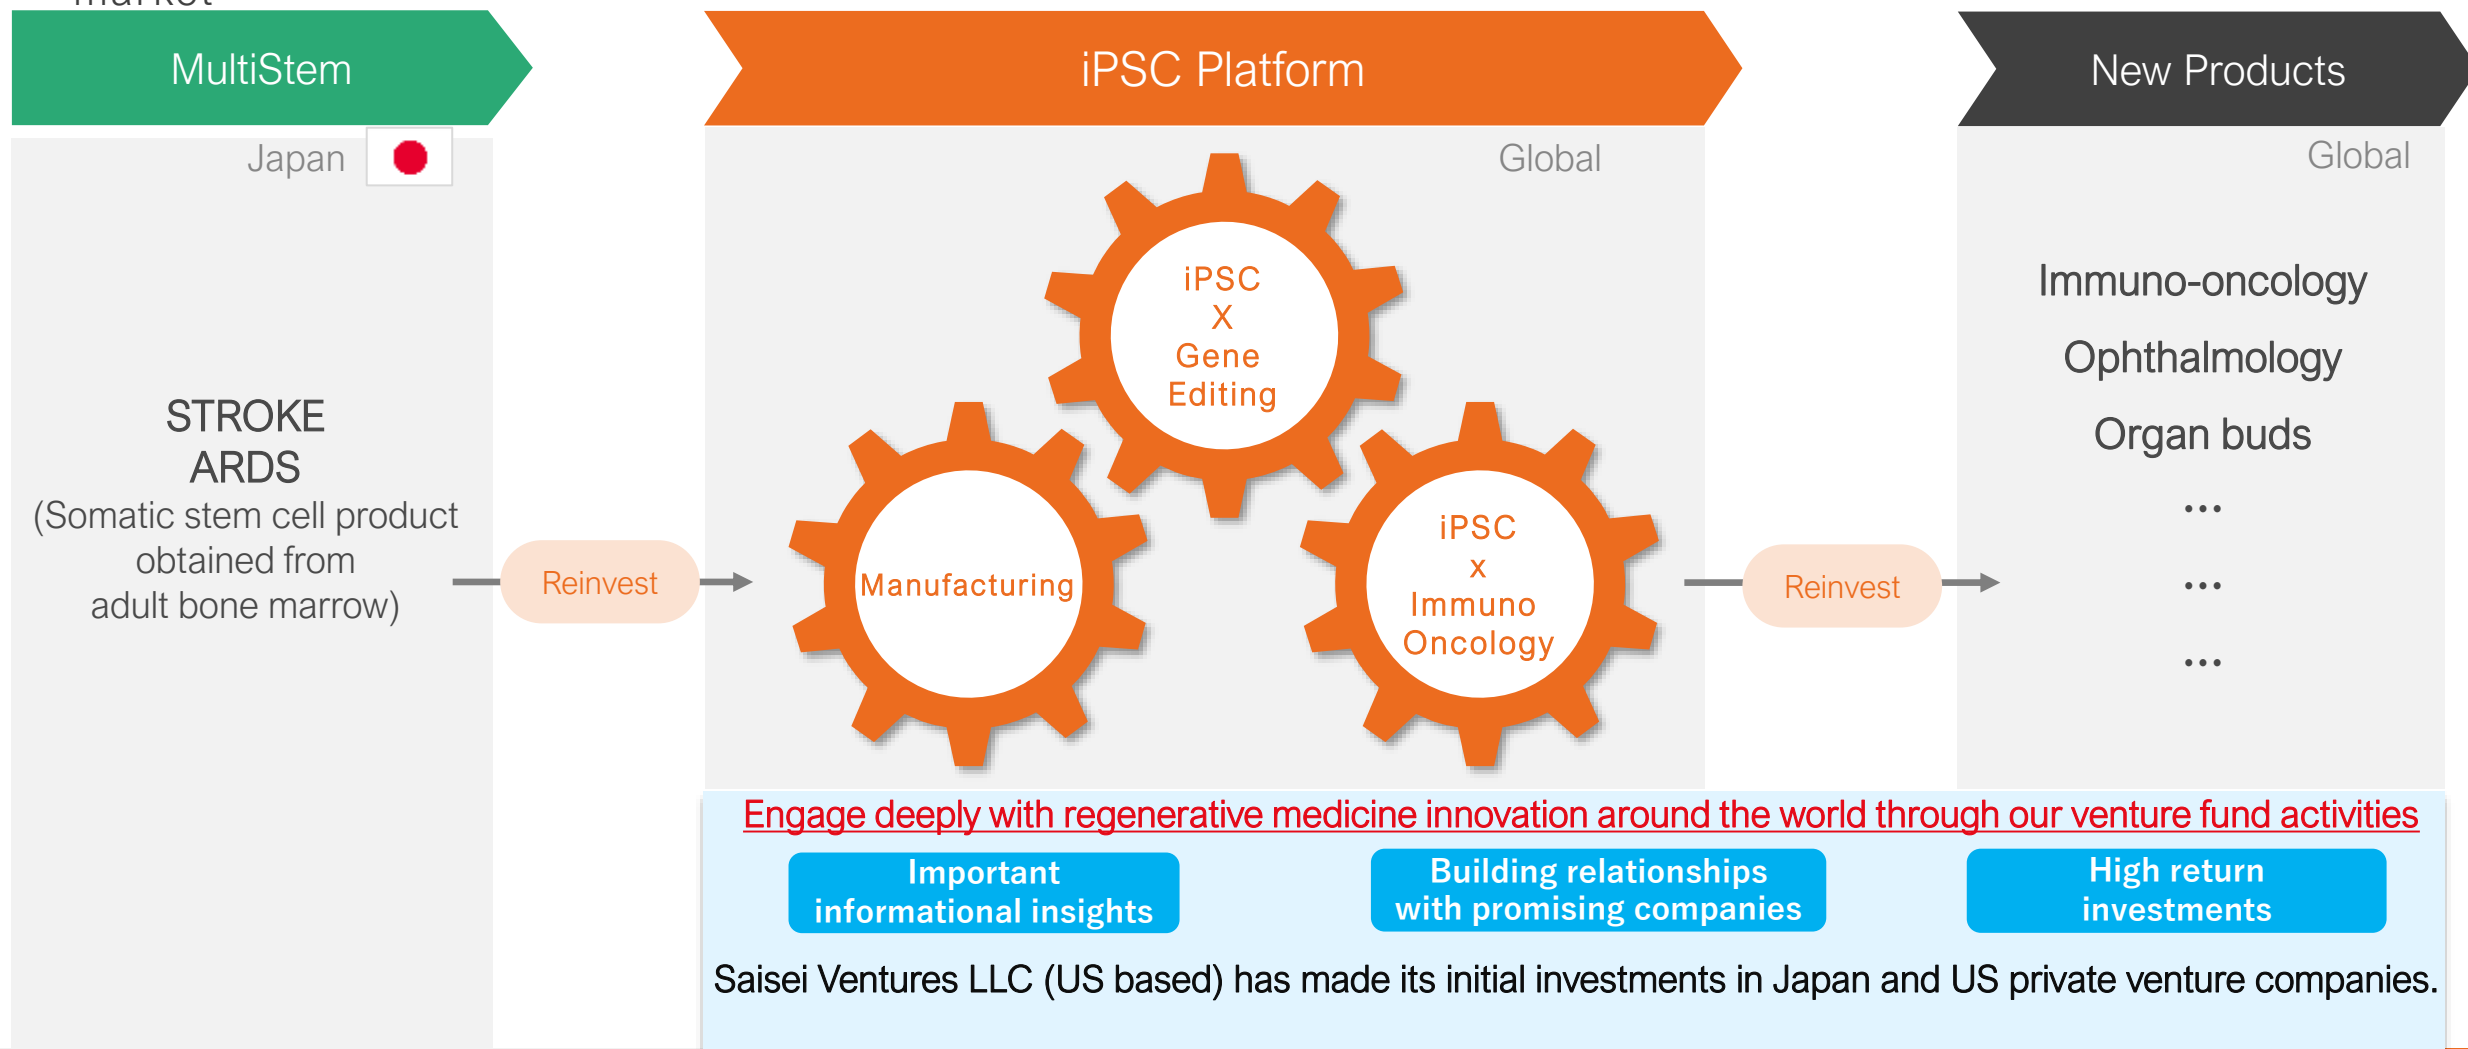 market
MultiStem
Japan
STROKE
ARDS
(Somatic stem cell product
obtained from
adult bone marrow)
Reinvest
iPSC Platform
Global
iPSC
X
Gene
Editing
Manufacturing
iPSC
x
Immuno
Oncology
Reinvest
New Products
Global
Immuno-oncology
Ophthalmology
Organ buds
...
...
...
Engage deeply with regenerative medicine innovation around the world through our venture fund activities
Important
informational insights
Building relationships
with promising companies
High return
investments
Saisei Ventures LLC (US based) has made its initial investments in Japan and US private venture companies.